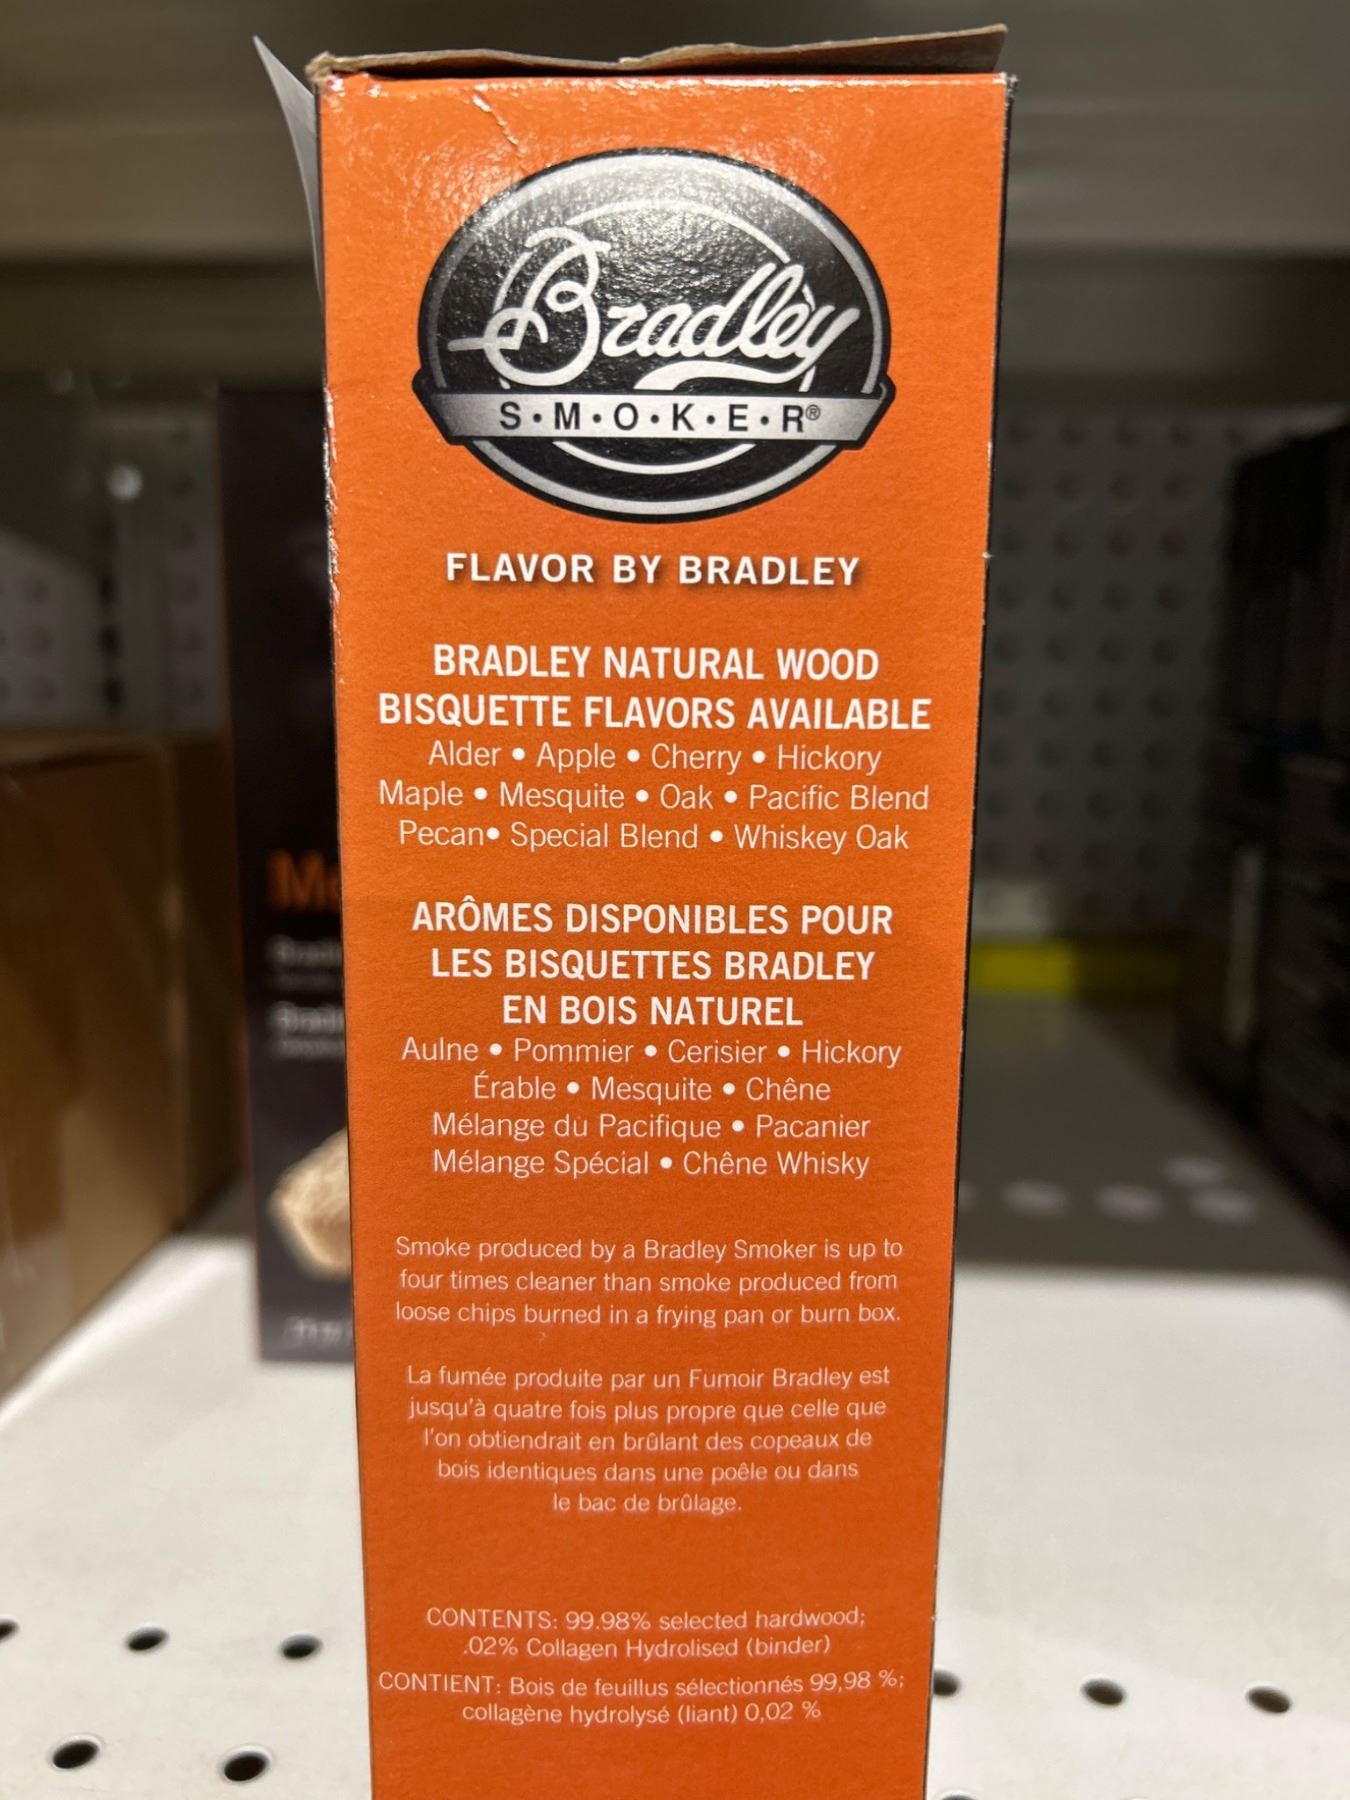 Bradley
S•M•O•K•E•R®
FLAVOR BY BRADLEY
BRADLEY NATURAL WOOD
BISQUETTE FLAVORS AVAILABLE
Alder • Apple • Cherry • Hickory
Maple • Mesquite • Oak • Pacific Blend
Pecan• Special Blend • Whiskey Oak
ARÔMES DISPONIBLES POUR
LES BISQUETTES BRADLEY
EN BOIS NATUREL
Aulne • Pommier • Cerisier • Hickory
Érable • Mesquite • Chêne
Mélange du Pacifique • Pacanier
Mélange Spécial • Chêne Whisky
Smoke produced by a Bradley Smoker is up to
four times cleaner than smoke produced from
loose chips burned in a frying pan or burn box.
La fumée produite par un Fumoir Bradley est
jusqu'à quatre fois plus propre que celle que
l'on obtiendrait en brûlant des copeaux de
bois identiques dans une poêle ou dans
le bac de brûlage.
CONTENTS: 99.98% selected hardwood;
.02% Collagen Hydrolised (binder)
CONTIENT: Bois de feuillus sélectionnés 99,98 %;
collagène hydrolysé (liant) 0,02 %